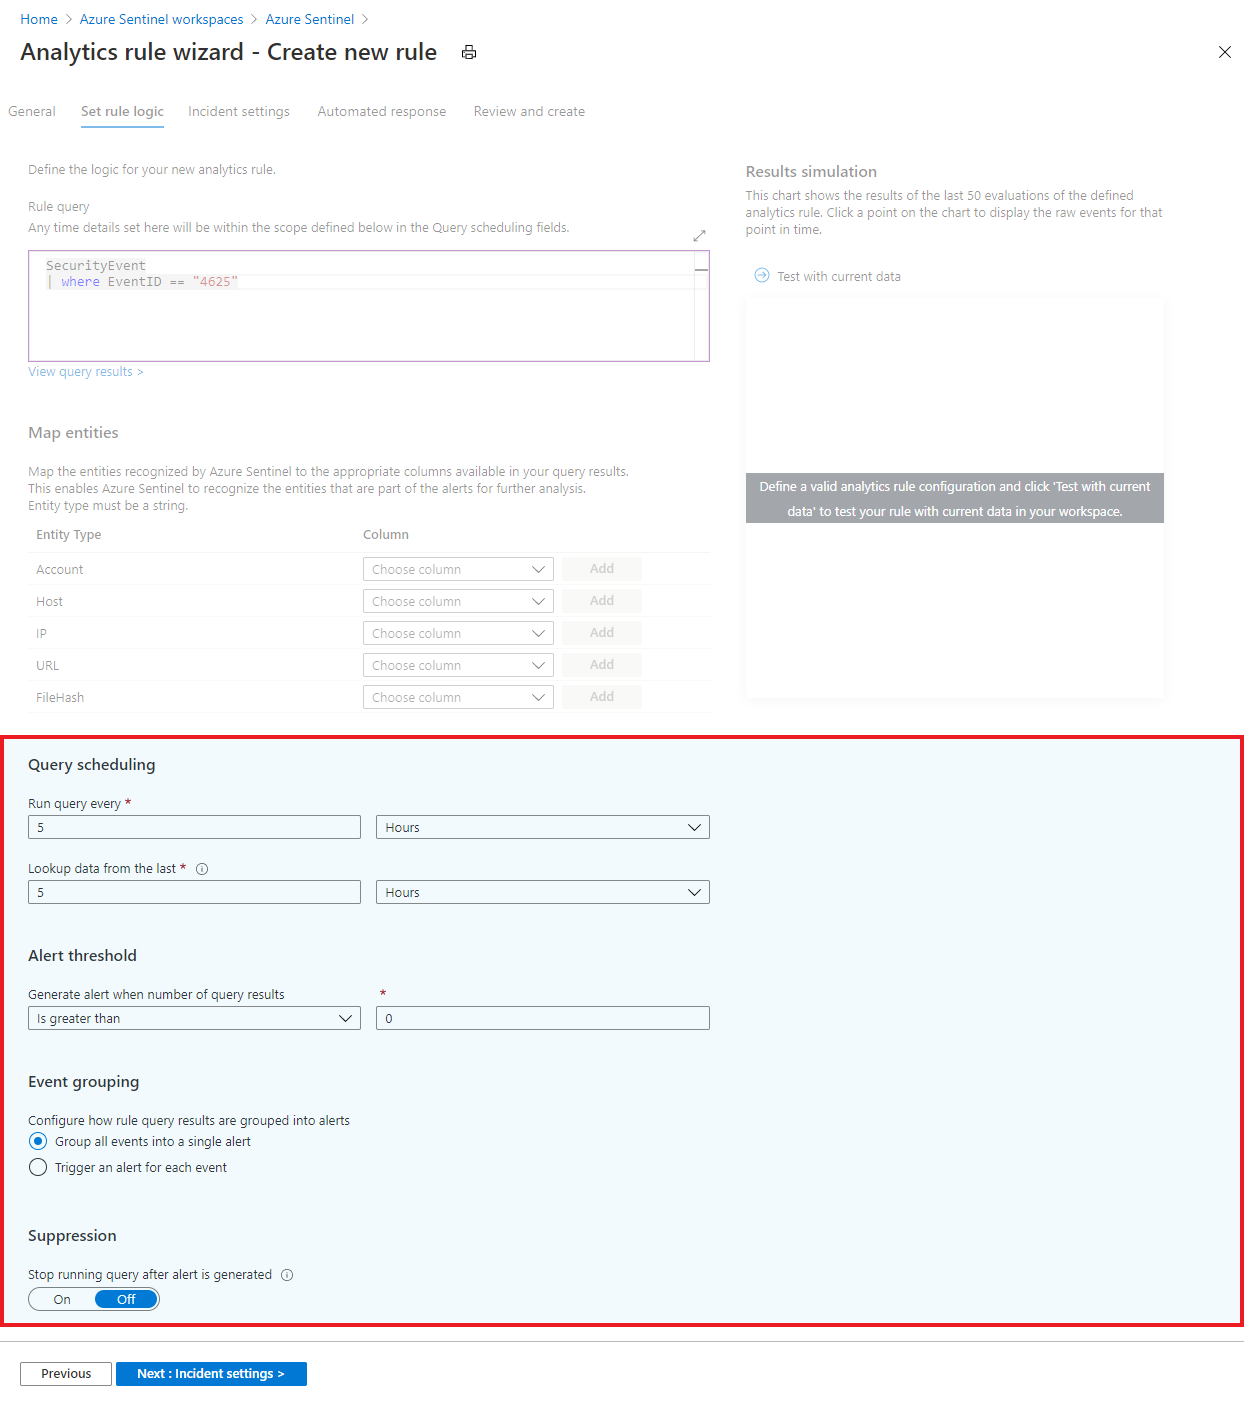 Home > Azure Sentinel workspaces > Azure Sentinel >
Analytics rule wizard - Create new rule
General Set rule logic Incident settings Automated response Review and create
Define the logic for your new analytics rule.
Rule query
Any time details set here will be within the scope defined below in the Query scheduling fields.
SecurityEvent
| where EventID == "4625"
View query results >
Map entities
Map the entities recognized by Azure Sentinel to the appropriate columns available in your query results.
This enables Azure Sentinel to recognize the entities that are part of the alerts for further analysis.
Entity type must be a string.
Entity Type Column
Account Choose column Add
Host Choose column Add
IP Choose column Add
URL Choose column Add
FileHash Choose column Add
Results simulation
This chart shows the results of the last 50 evaluations of the defined
analytics rule. Click a point on the chart to display the raw events for that
point in time.
Test with current data
Define a valid analytics rule configuration and click 'Test with current
data' to test your rule with current data in your workspace.
Query scheduling
Run query every *
5 Hours
Lookup data from the last *
5 Hours
Alert threshold
Generate alert when number of query results *
Is greater than 0
Event grouping
Configure how rule query results are grouped into alerts
Group all events into a single alert
Trigger an alert for each event
Suppression
Stop running query after alert is generated
On Off
Previous Next : Incident settings >